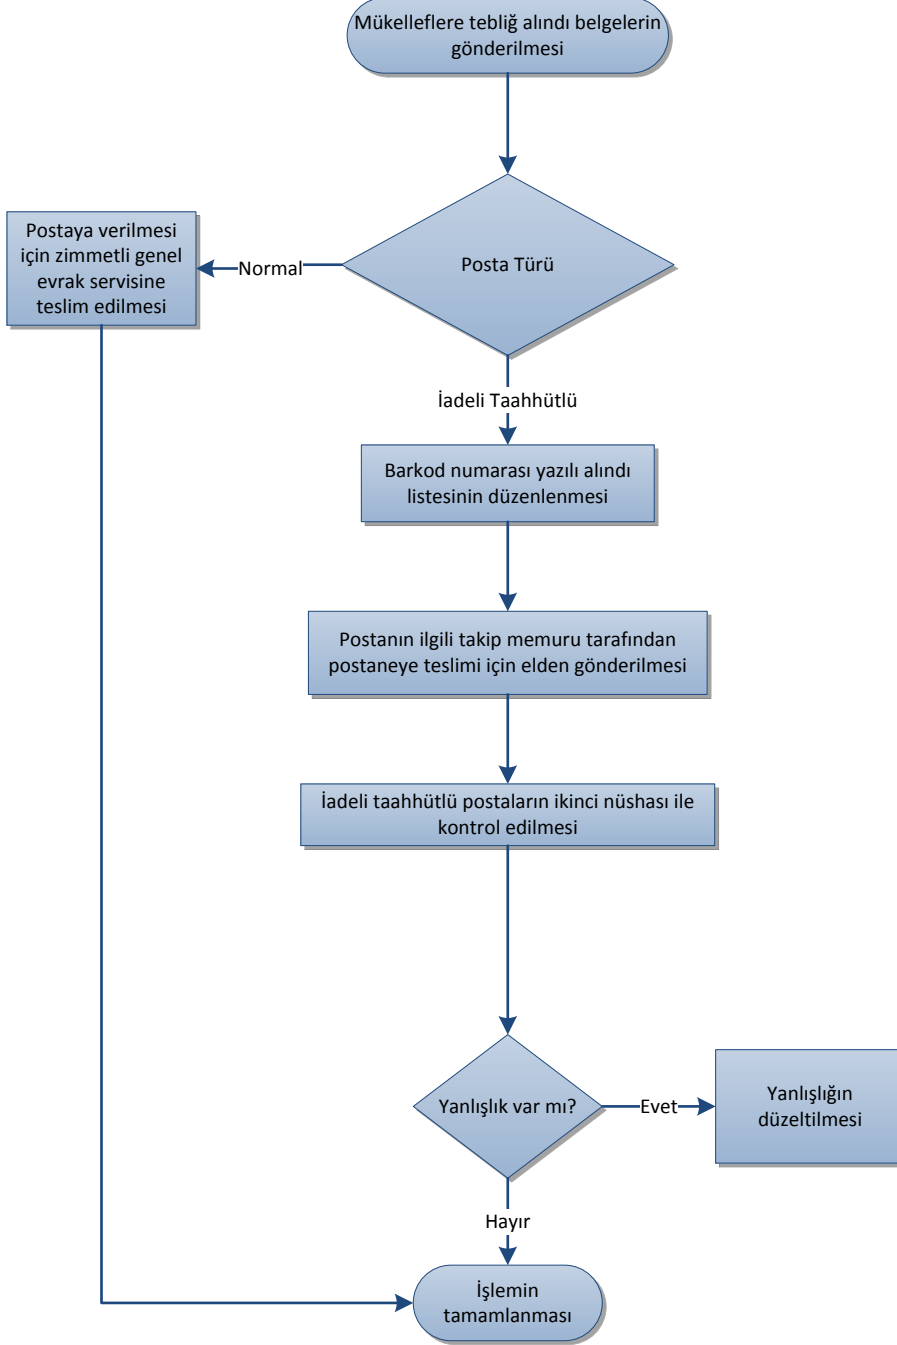 Mükelleflere tebliğ alındı belgelerin
gönderilmesi
Posta Türü
Normal
Postaya verilmesi
için zimmetli genel
evrak servisine
teslim edilmesi
İadeli Taahhütlü
Barkod numarası yazılı alındı
listesinin düzenlenmesi
Postanın ilgili takip memuru tarafından
postaneye teslimi için elden gönderilmesi
İadeli taahhütlü postaların ikinci nüshası ile
kontrol edilmesi
Yanlışlık var mı?
Evet
Yanlışlığın
düzeltilmesi
Hayır
İşlemin
tamamlanması